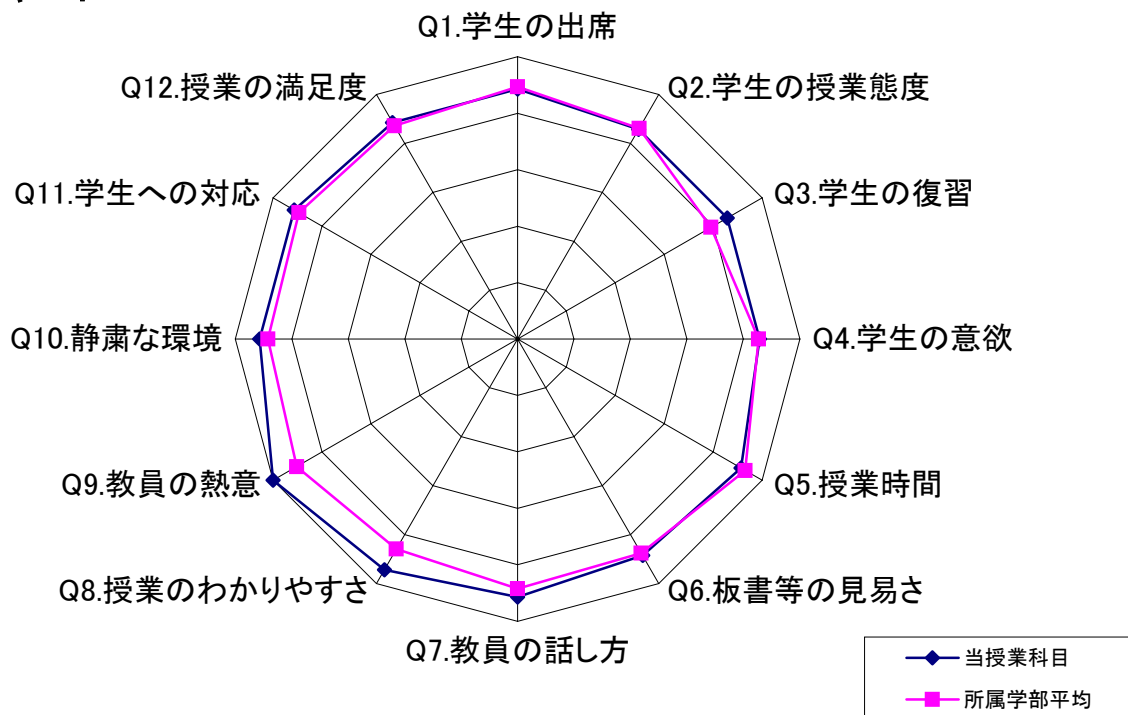 Q1.学生の出席
Q2.学生の授業態度
Q3.学生の復習
Q4.学生の意欲
Q5.授業時間
Q6.板書等の見易さ
Q7.教員の話し方
Q8.授業のわかりやすさ
Q9.教員の熱意
Q10.静粛な環境
Q11.学生への対応
Q12.授業の満足度
当授業科目
所属学部平均